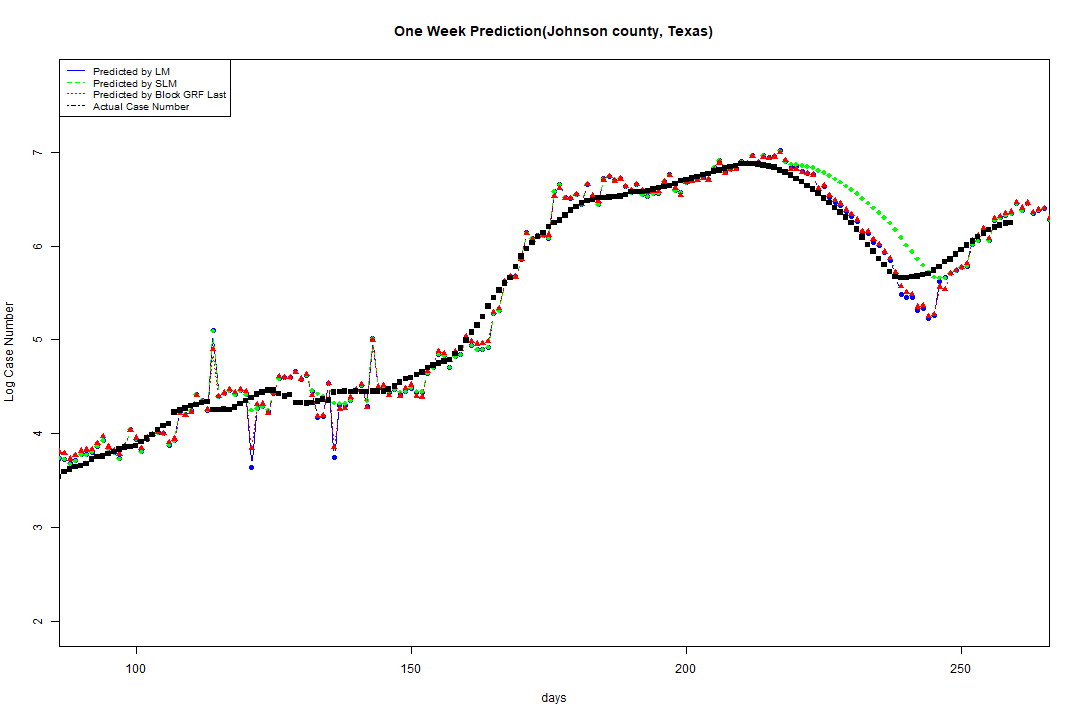 One Week Prediction(Johnson county, Texas)
Predicted by LM
Predicted by SLM
Predicted by Block GRF Last
Actual Case Number
7
6
5
4
3
2
Log Case Number
100 150 200 250
days